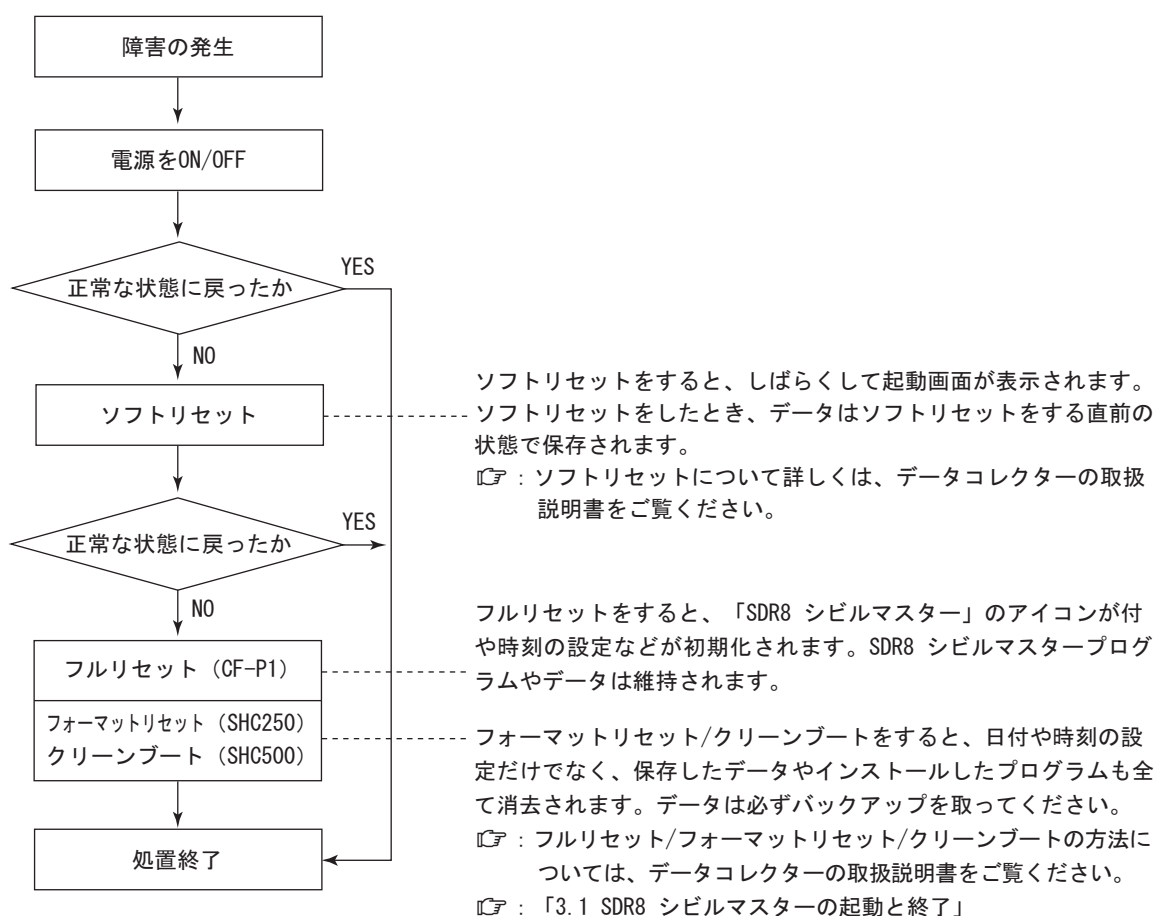 障害の発生
電源をON/OFF
正常な状態に戻ったか
YES
NO
ソフトリセット
ソフトリセットをすると、しばらくして起動画面が表示されます。
ソフトリセットをしたとき、データはソフトリセットをする直前の
状態で保存されます。
☞：ソフトリセットについて詳しくは、データコレクターの取扱
説明書をご覧ください。
正常な状態に戻ったか
YES
NO
フルリセット（CF-P1）
フルリセットをすると、「SDR8 シビルマスター」のアイコンが付
や時刻の設定などが初期化されます。SDR8 シビルマスタープログ
ラムやデータは維持されます。
フォーマットリセット（SHC250）
クリーンブート（SHC500）
フォーマットリセット/クリーンブートをすると、日付や時刻の設
定だけでなく、保存したデータやインストールしたプログラムも全
て消去されます。データは必ずバックアップを取ってください。
☞：フルリセット/フォーマットリセット/クリーンブートの方法に
ついては、データコレクターの取扱説明書をご覧ください。
☞：「3.1 SDR8 シビルマスターの起動と終了」
処置終了